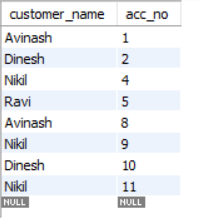 customer_name acc_no
Avinash 1
Dinesh 2
Nikil 4
Ravi 5
Avinash 8
Nikil 9
Dinesh 10
Nikil 11
NULL NULL